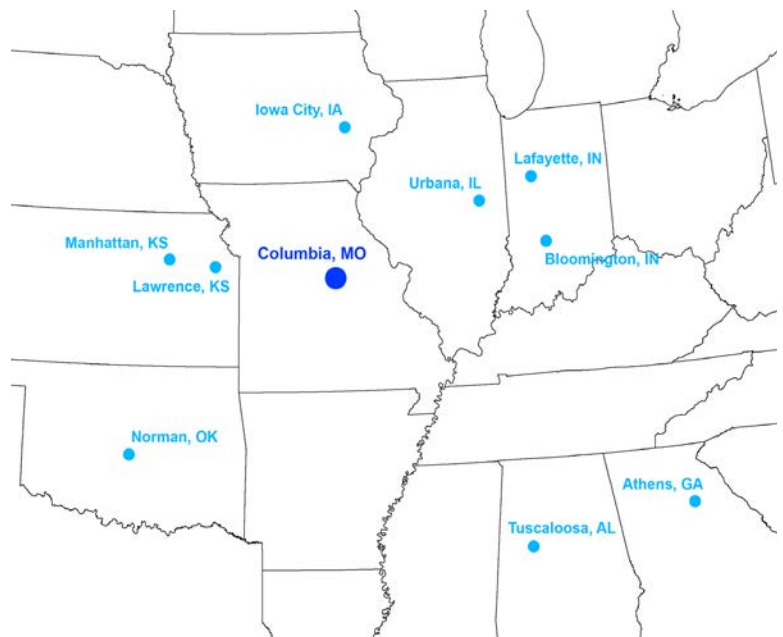 Iowa City, IA
Lafayette, IN
Urbana, IL
Manhattan, KS
Columbia, MO
Bloomington, IN
Lawrence, KS
Norman, OK
Athens, GA
Tuscaloosa, AL